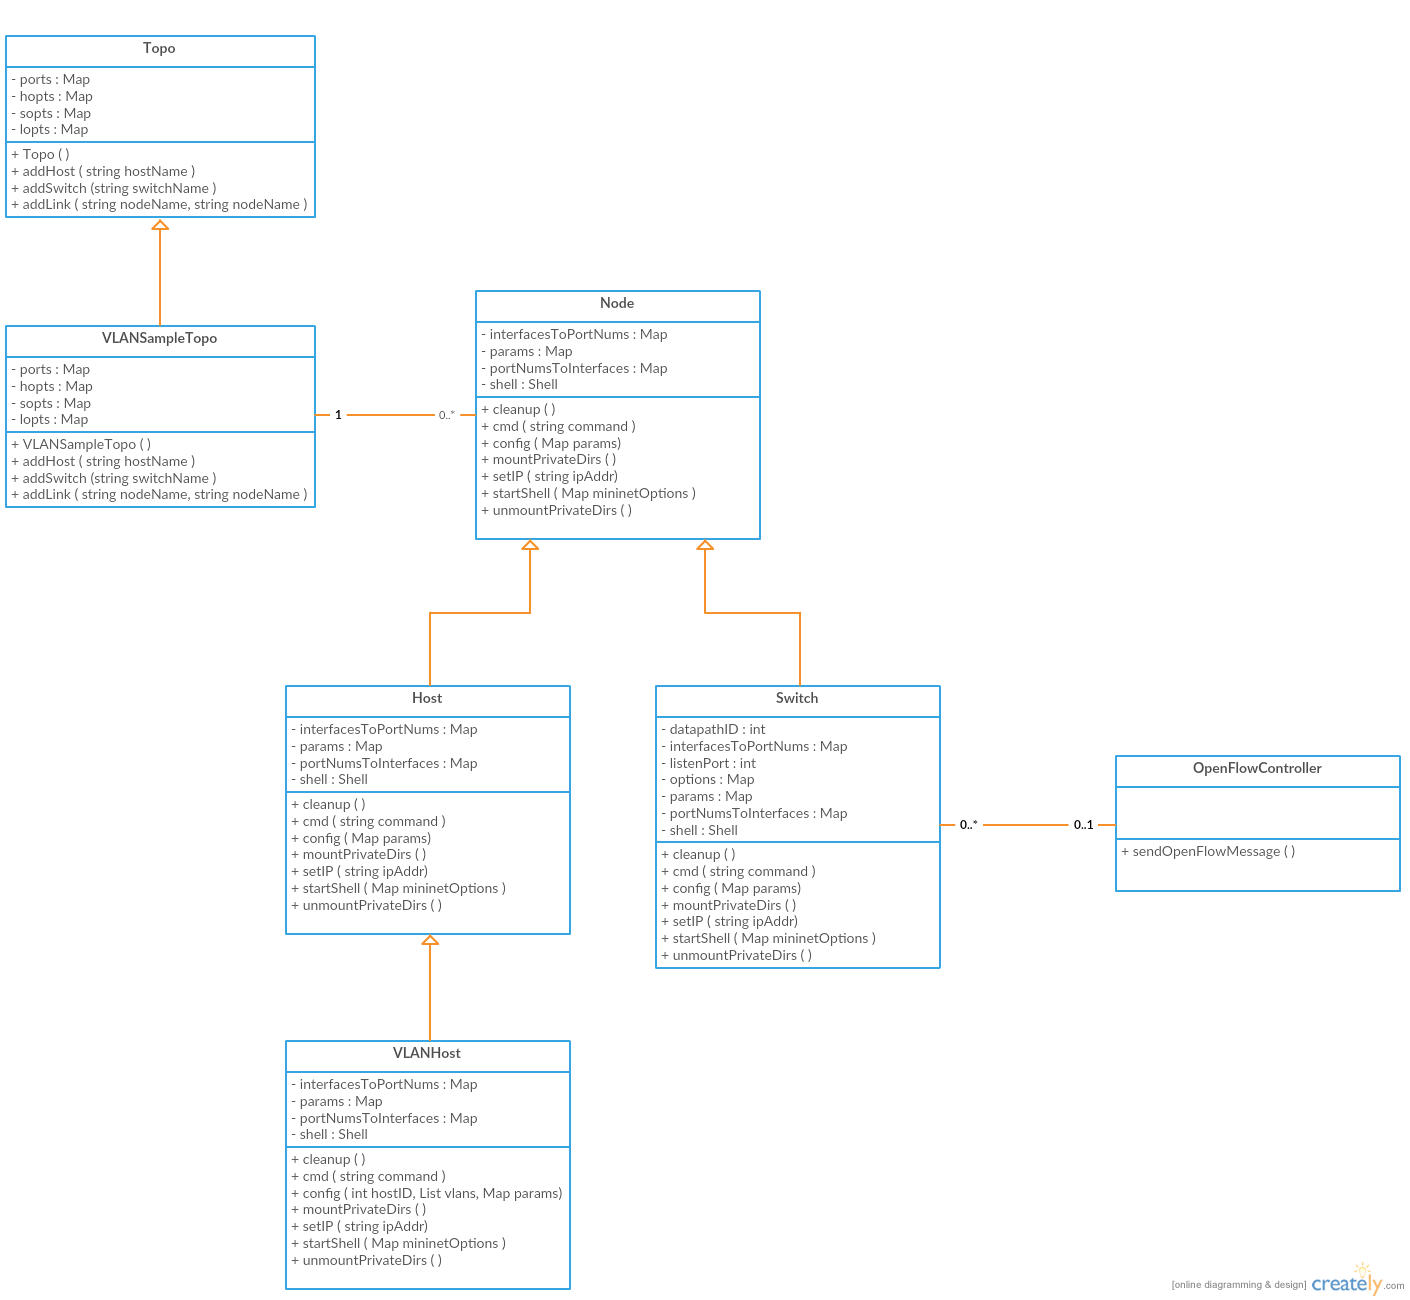 Topo
- ports : Map
- hopts : Map
- sopts : Map
- lopts : Map
+ Topo ( )
+ addHost ( string hostName )
+ addSwitch (string switchName )
+ addLink ( string nodeName, string nodeName )
VLANSampleTopo
- ports : Map
- hopts : Map
- sopts : Map
- lopts : Map
+ VLANSampleTopo ( )
+ addHost ( string hostName )
+ addSwitch (string switchName )
+ addLink ( string nodeName, string nodeName )
1
0..*
Node
- interfacesToPortNums : Map
- params : Map
- portNumsToInterfaces : Map
- shell : Shell
+ cleanup ( )
+ cmd ( string command )
+ config ( Map params)
+ mountPrivateDirs ( )
+ setIP ( string ipAddr)
+ startShell ( Map mininetOptions )
+ unmountPrivateDirs ( )
Host
- interfacesToPortNums : Map
- params : Map
- portNumsToInterfaces : Map
- shell : Shell
+ cleanup ( )
+ cmd ( string command )
+ config ( Map params)
+ mountPrivateDirs ( )
+ setIP ( string ipAddr)
+ startShell ( Map mininetOptions )
+ unmountPrivateDirs ( )
Switch
- datapathID : int
- interfacesToPortNums : Map
- listenPort : int
- options : Map
- params : Map
- portNumsToInterfaces : Map
- shell : Shell
+ cleanup ( )
+ cmd ( string command )
+ config ( Map params)
+ mountPrivateDirs ( )
+ setIP ( string ipAddr)
+ startShell ( Map mininetOptions )
+ unmountPrivateDirs ( )
0..*
0..1
OpenFlowController
+ sendOpenFlowMessage ( )
VLANHost
- interfacesToPortNums : Map
- params : Map
- portNumsToInterfaces : Map
- shell : Shell
+ cleanup ( )
+ cmd ( string command )
+ config ( int hostID, List vlans, Map params)
+ mountPrivateDirs ( )
+ setIP ( string ipAddr)
+ startShell ( Map mininetOptions )
+ unmountPrivateDirs ( )
[online diagramming & design] creately.com